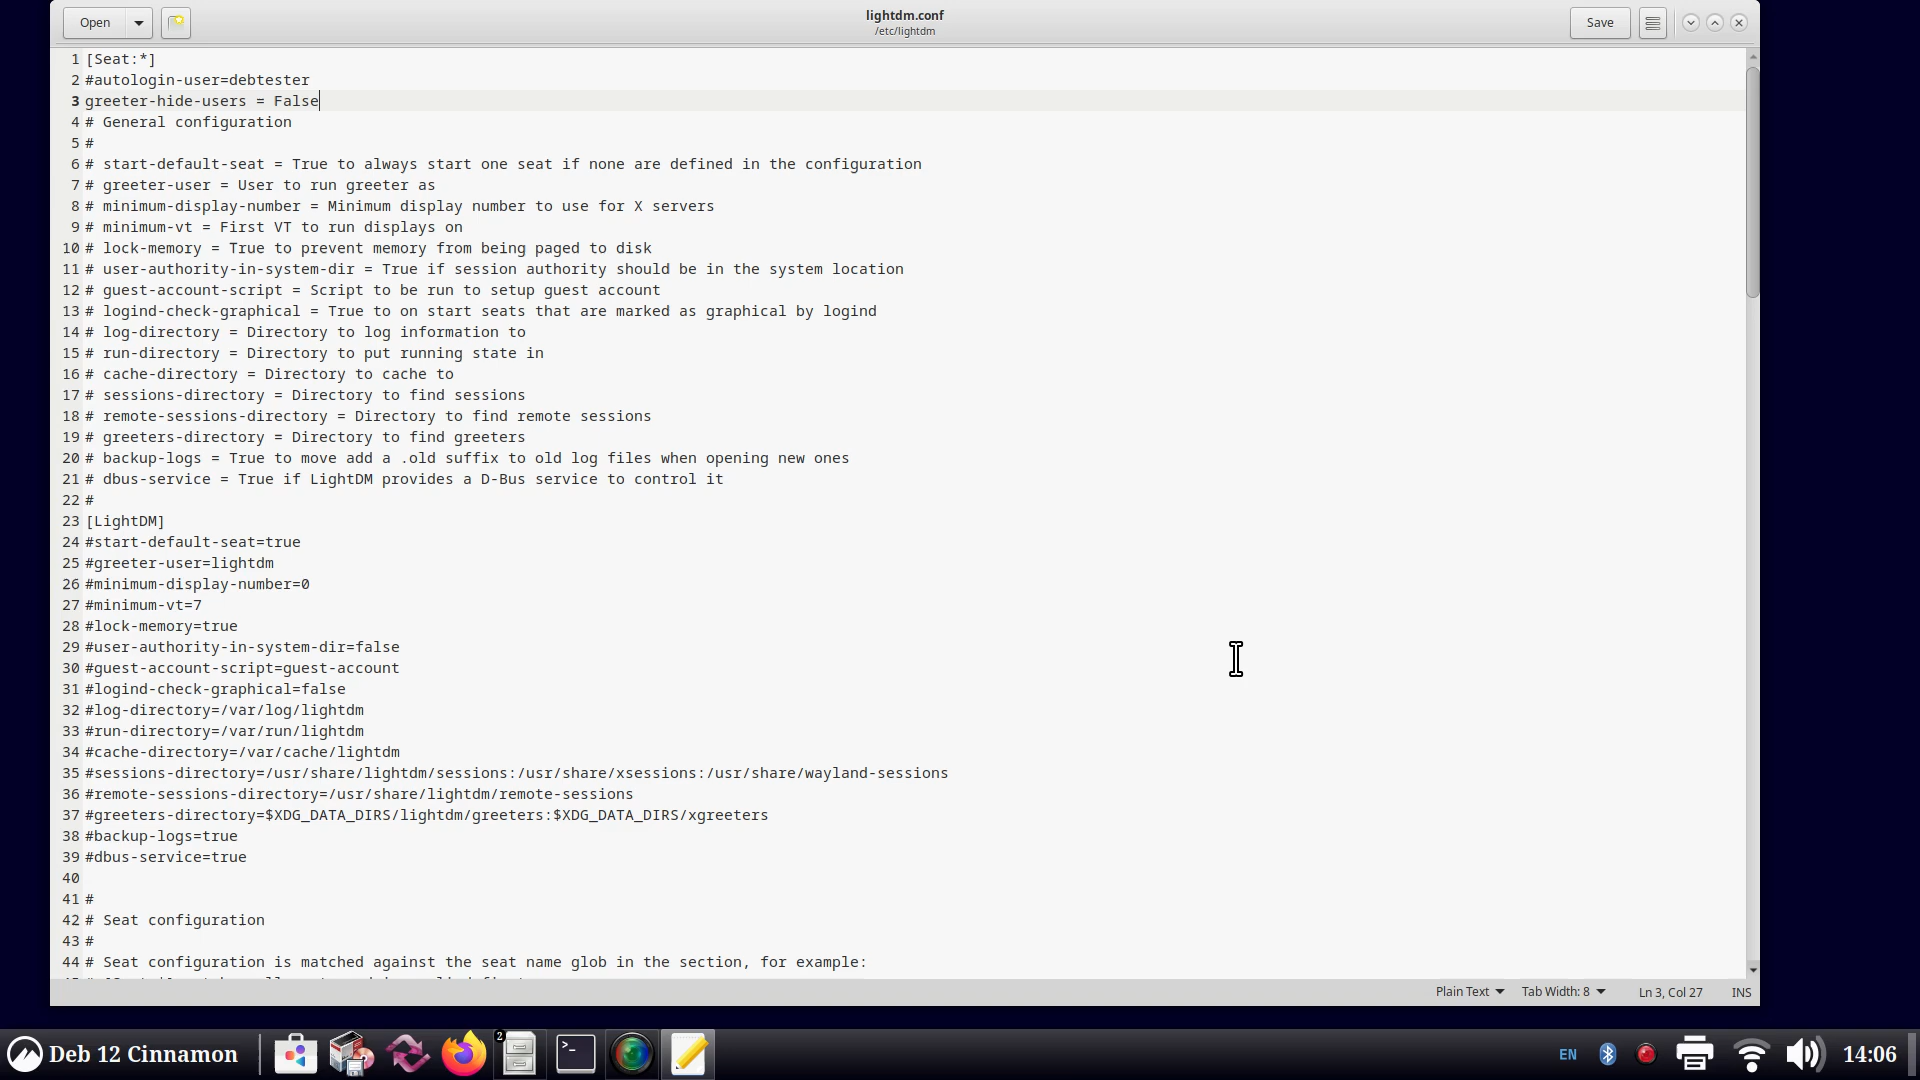 Open
lightdm.conf
/etc/lightdm
Save
1 [Seat:*]
2 #autologin-user=debtester
3 greeter-hide-users = False
4 # General configuration
5 #
6 # start-default-seat = True to always start one seat if none are defined in the configuration
7 # greeter-user = User to run greeter as
8 # minimum-display-number = Minimum display number to use for X servers
9 # minimum-vt = First VT to run displays on
10 # lock-memory = True to prevent memory from being paged to disk
11 # user-authority-in-system-dir = True if session authority should be in the system location
12 # guest-account-script = Script to be run to setup guest account
13 # logind-check-graphical = True to on start seats that are marked as graphical by logind
14 # log-directory = Directory to log information to
15 # run-directory = Directory to put running state in
16 # cache-directory = Directory to cache to
17 # sessions-directory = Directory to find sessions
18 # remote-sessions-directory = Directory to find remote sessions
19 # greeters-directory = Directory to find greeters
20 # backup-logs = True to move add a .old suffix to old log files when opening new ones
21 # dbus-service = True if LightDM provides a D-Bus service to control it
22 #
23 [LightDM]
24 #start-default-seat=true
25 #greeter-user=lightdm
26 #minimum-display-number=0
27 #minimum-vt=7
28 #lock-memory=true
29 #user-authority-in-system-dir=false
30 #guest-account-script=guest-account
31 #logind-check-graphical=false
32 #log-directory=/var/log/lightdm
33 #run-directory=/var/run/lightdm
34 #cache-directory=/var/cache/lightdm
35 #sessions-directory=/usr/share/lightdm/sessions:/usr/share/xsessions:/usr/share/wayland-sessions
36 #remote-sessions-directory=/usr/share/lightdm/remote-sessions
37 #greeters-directory=$XDG_DATA_DIRS/lightdm/greeters:$XDG_DATA_DIRS/xgreeters
38 #backup-logs=true
39 #dbus-service=true
40
41 #
42 # Seat configuration
43 #
44 # Seat configuration is matched against the seat name glob in the section, for example:
Plain Text Tab Width: 8 Ln 3, Col 27 INS
Deb 12 Cinnamon 2 >_ EN 14:06